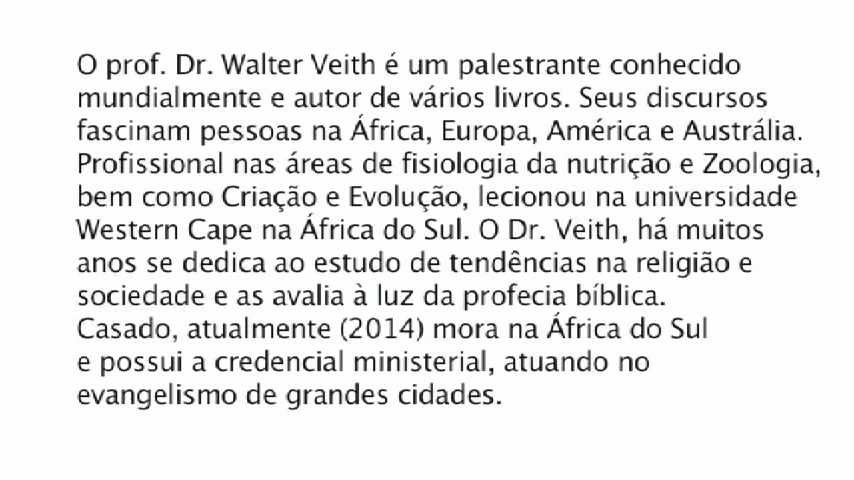 O prof. Dr. Walter Veith é um palestrante conhecido
mundialmente e autor de vários livros. Seus discursos
fascinam pessoas na África, Europa, América e Austrália.
Profissional nas áreas de fisiologia da nutrição e Zoologia,
bem como Criação e Evolução, lecionou na universidade
Western Cape na África do Sul. O Dr. Veith, há muitos
anos se dedica ao estudo de tendências na religião e
sociedade e as avalia à luz da profecia bíblica.
Casado, atualmente (2014) mora na África do Sul
e possui a credencial ministerial, atuando no
evangelismo de grandes cidades.